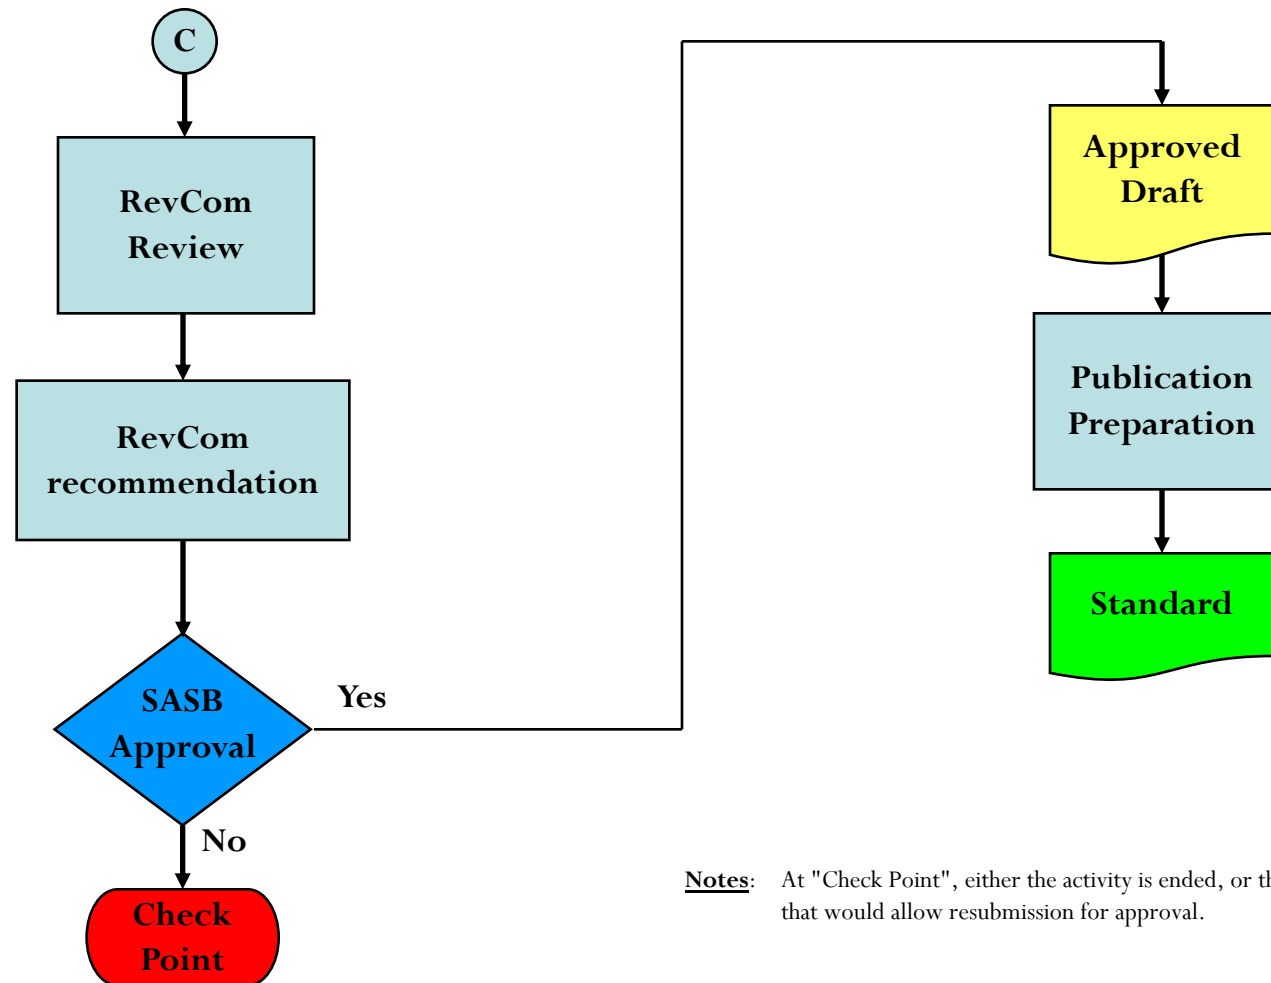 C
RevCom
Review
RevCom
recommendation
SASB
Approval
Yes
No
Check
Point
Approved
Draft
Publication
Preparation
Standard
Notes: At "Check Point", either the activity is ended, or
that would allow resubmission for approval.